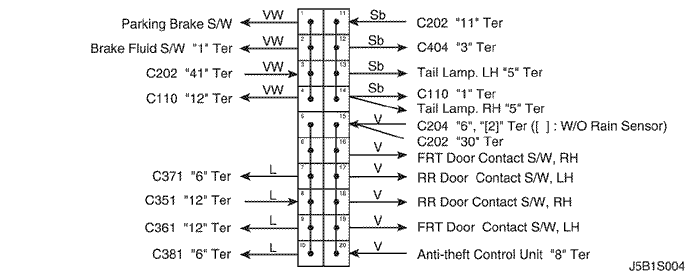 Parking Brake S/W VW 1 11 Sb C202 "11" Ter
Brake Fluid S/W "1" Ter VW 2 12 Sb C404 "3" Ter
C202 "41" Ter VW 3 13 Sb Tail Lamp. LH "5" Ter
C110 "12" Ter VW 4 14 Sb C110 "1" Ter
Tail Lamp. RH "5" Ter
5 15 V C204 "6", "[2]" Ter ([ ] : W/O Rain Sensor)
C202 "30" Ter
6 16 V FRT Door Contact S/W, RH
C371 "6" Ter L 7 17 V RR Door Contact S/W, LH
C351 "12" Ter L 8 18 V RR Door Contact S/W, RH
C361 "12" Ter L 9 19 V FRT Door Contact S/W, LH
C381 "6" Ter L 10 20 V Anti-theft Control Unit "8" Ter
J5B1S004